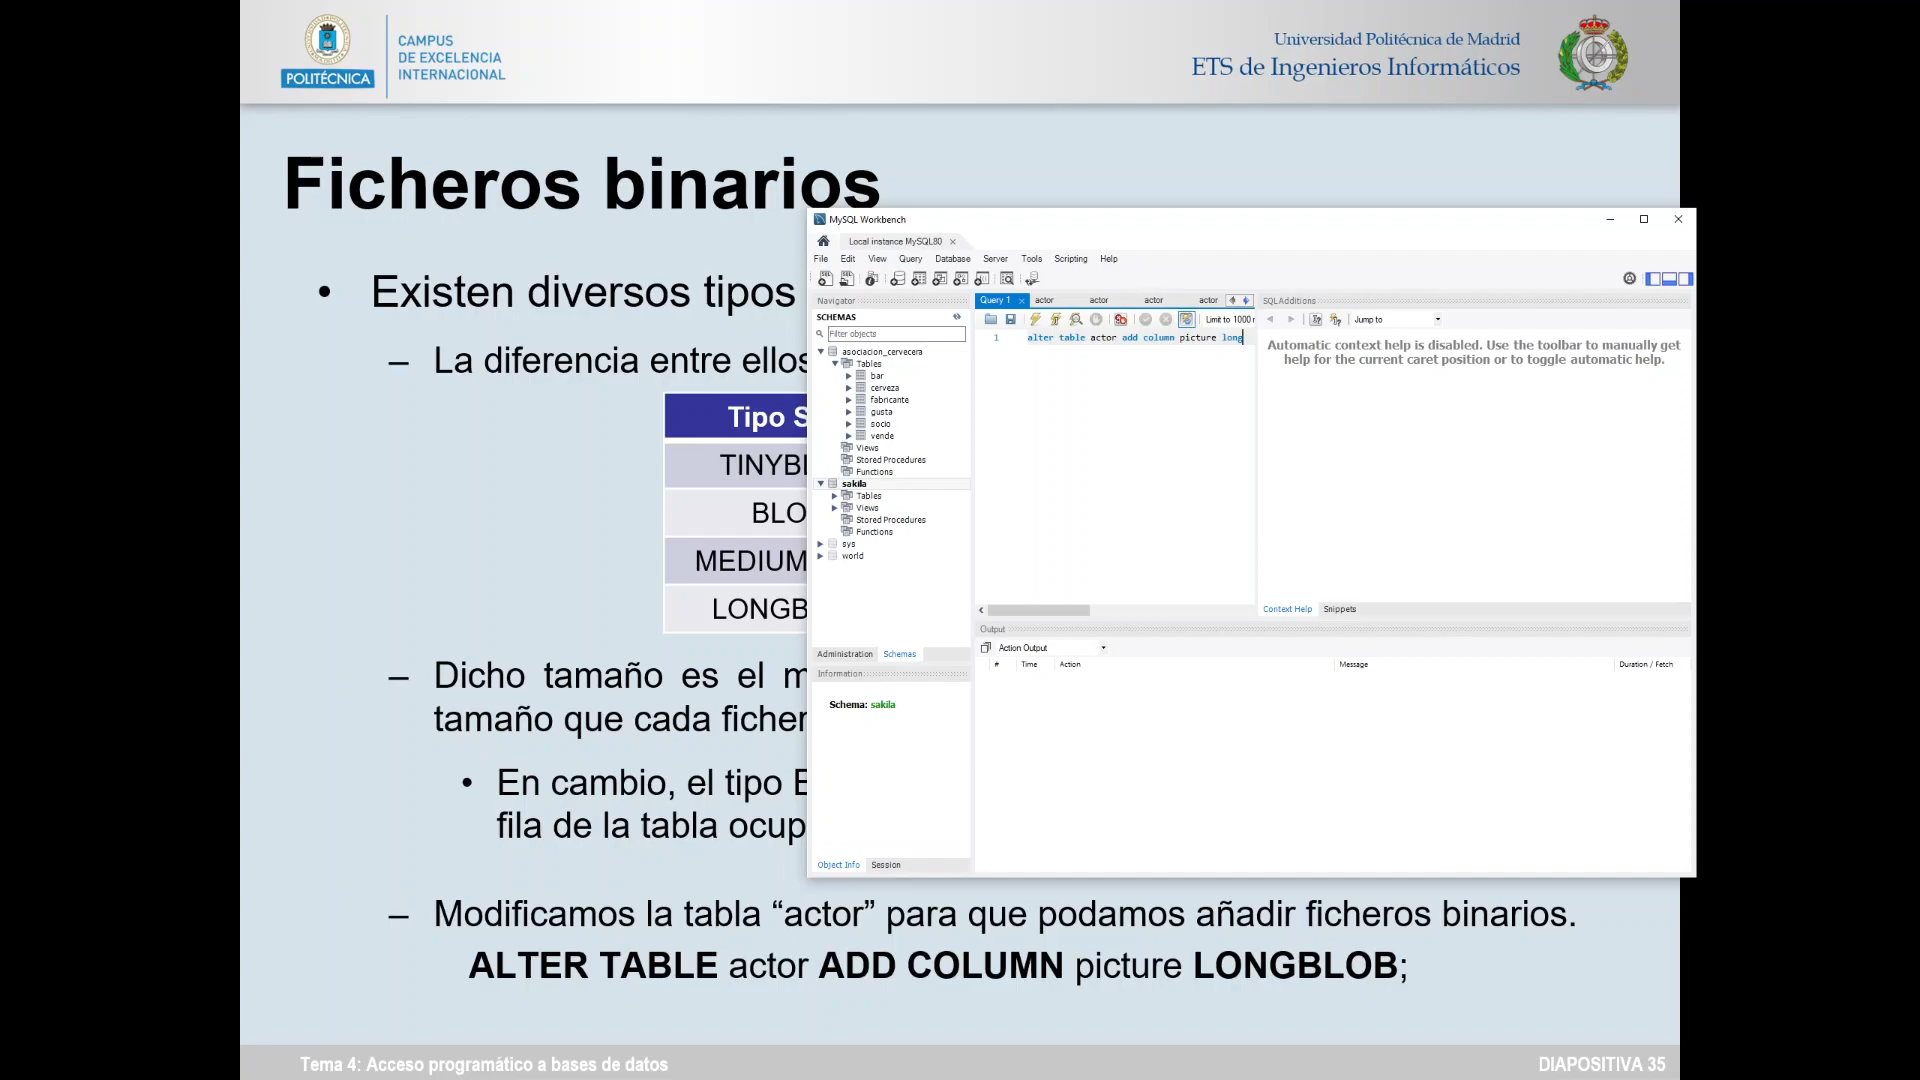 POLITÉCNICA
CAMPUS
DE EXCELENCIA
INTERNACIONAL
Universidad Politécnica de Madrid
ETS de Ingenieros Informáticos
Ficheros binarios
• Existen diversos tipos
– La diferencia entre ellos
Tipo S
TINYBL
BLO
MEDIUM
LONGB
– Dicho tamaño es el m
tamaño que cada ficher
• En cambio, el tipo B
fila de la tabla ocup
– Modificamos la tabla “actor” para que podamos añadir ficheros binarios.
ALTER TABLE actor ADD COLUMN picture LONGBLOB;
MySQL Workbench
Local instance MySQL80
File Edit View Query Database Server Tools Scripting Help
Navigator
SCHEMAS
Filter objects
asociacion_cervecera
Tables
bar
cerveza
fabricante
gusta
socio
vende
Views
Stored Procedures
Functions
sakila
Tables
Views
Stored Procedures
Functions
sys
world
Administration Schemas
Information
Schema: sakila
Object Info Session
Query 1 actor actor actor actor
Limit to 1000 r
1 alter table actor add column picture long
SQLAdditions
Jump to
Automatic context help is disabled. Use the toolbar to manually get
help for the current caret position or to toggle automatic help.
Context Help Snippets
Output
Action Output
# Time Action Message Duration / Fetch
Tema 4: Acceso programático a bases de datos
DIAPOSITIVA 35